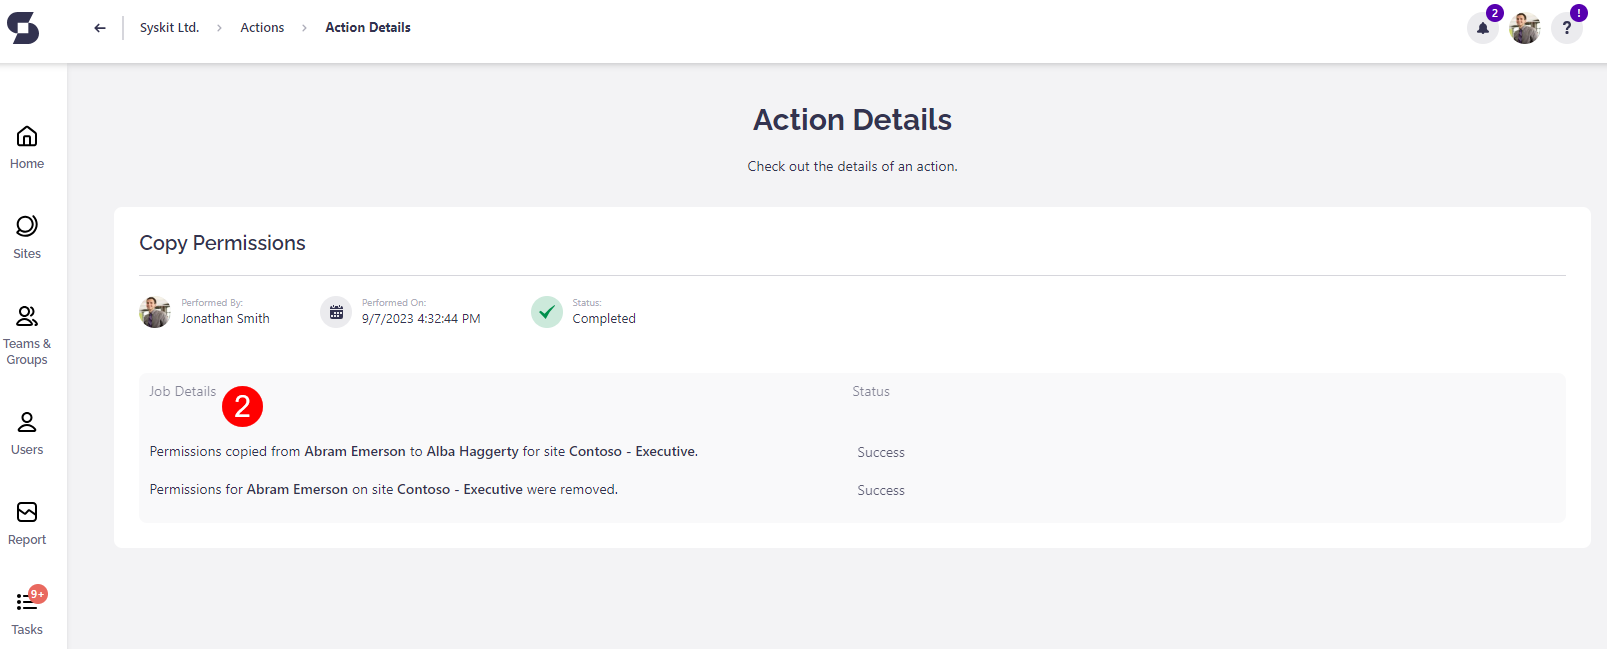 Syskit Ltd. > Actions > Action Details
2
!
?
Home
Sites
Teams &
Groups
Users
Report
9+
Tasks
Action Details
Check out the details of an action.
Copy Permissions
Performed By:
Jonathan Smith
Performed On:
9/7/2023 4:32:44 PM
Status:
Completed
Job Details
Status
2
Permissions copied from Abram Emerson to Alba Haggerty for site Contoso - Executive.
Success
Permissions for Abram Emerson on site Contoso - Executive were removed.
Success